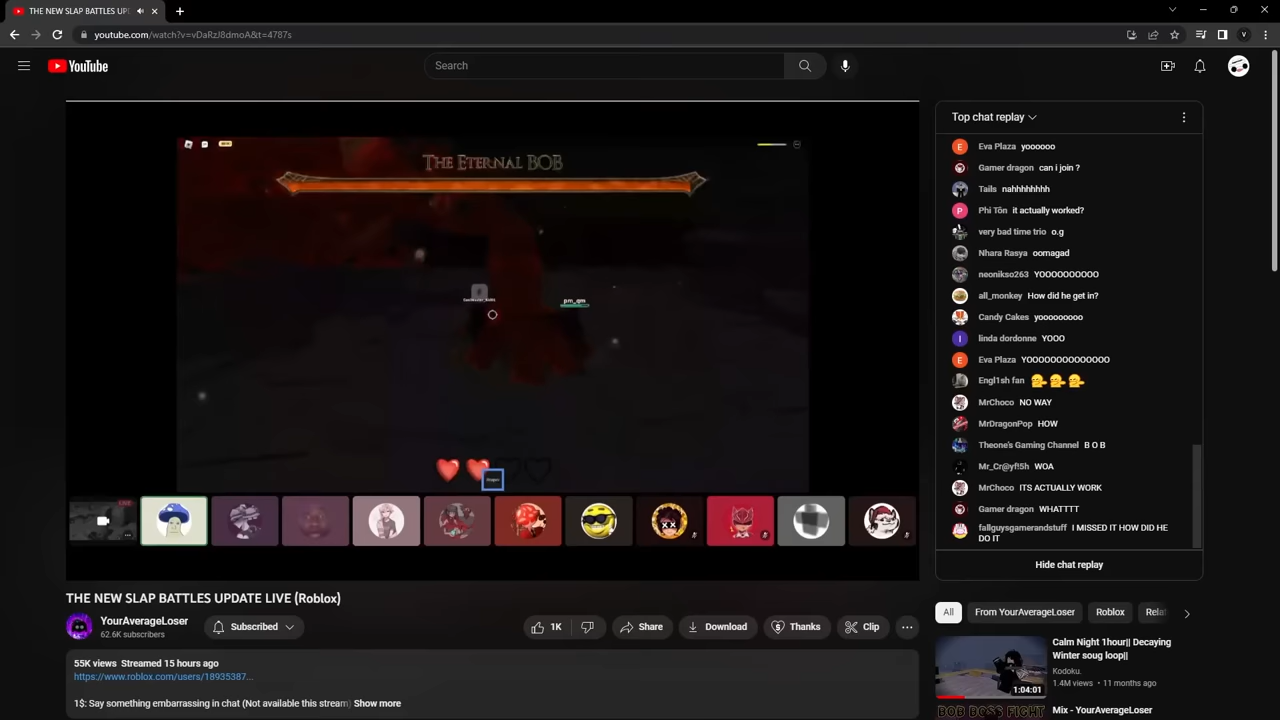 THE NEW SLAP BATTLES UP
youtube.com/watch?v=vDaRzJ8dmoA&t=4787s
V
YouTube
Search
THE ETERNAL BOB
pm_qm
LIVE
THE NEW SLAP BATTLES UPDATE LIVE (Roblox)
YourAverageLoser
62.6K subscribers
Subscribed
1K
Share
Download
Thanks
Clip
55K views Streamed 15 hours ago
https://www.roblox.com/users/18935387...
1$: Say something embarrassing in chat (Not available this stream) Show more
Top chat replay
E Eva Plaza yoooooo
Gamer dragon can i join ?
Tails nahhhhhhhh
P Phi Tôn it actually worked?
very bad time trio o.g
Nhara Rasya oomagad
neonikso263 YOOOOOOOOOO
all_monkey How did he get in?
Candy Cakes yooooooooo
l linda dordonne YOOO
E Eva Plaza YOOOOOOOOOOOOOO
Engl1sh fan
MrChoco NO WAY
MrDragonPop HOW
Theone's Gaming Channel B O B
Mr_Cr@yf!5h WOA
MrChoco ITS ACTUALLY WORK
Gamer dragon WHATTTT
fallguysgamerandstuff I MISSED IT HOW DID HE
DO IT
Hide chat replay
All From YourAverageLoser Roblox Relat
Calm Night 1hour|| Decaying
Winter soug loop||
Kodoku.
1.4M views • 11 months ago
1:04:01
Mix - YourAverageLoser
BOB BOSS FIGHT